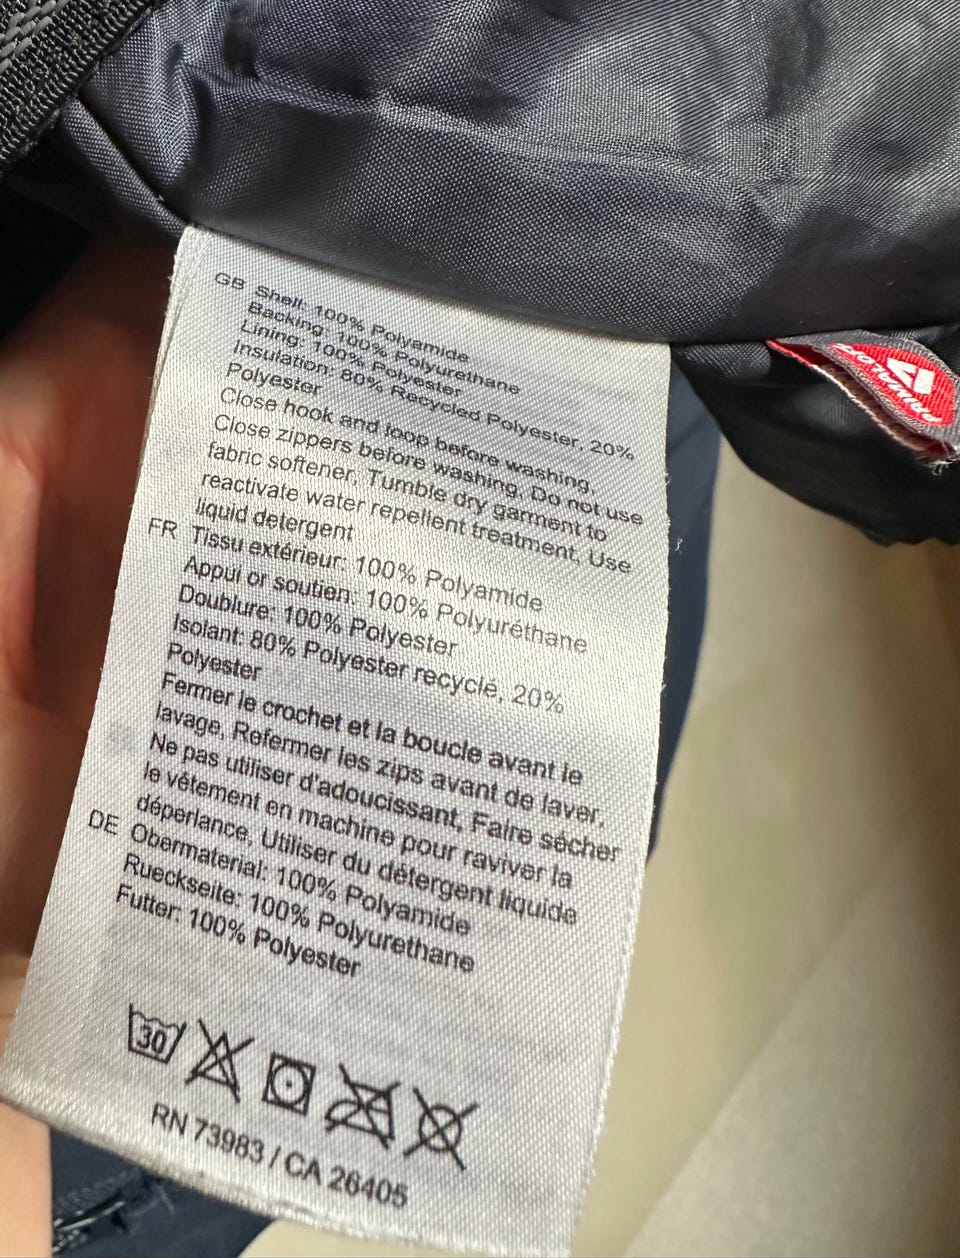 GB Shell: 100% Polyamide
Backing: 100% Polyurethane
Lining: 100% Polyester
Insulation: 80% Recycled Polyester, 20%
Polyester
Close hook and loop before washing,
Close zippers before washing, Do not use
fabric softener, Tumble dry garment to
reactivate water repellent treatment, Use
liquid detergent
FR Tissu extérieur: 100% Polyamide
Appui or soutien: 100% Polyuréthane
Doublure: 100% Polyester
Isolant: 80% Polyester recyclé, 20%
Polyester
Fermer le crochet et la boucle avant le
lavage, Refermer les zips avant de laver,
Ne pas utiliser d'adoucissant, Faire sécher
le vêtement en machine pour raviver la
déperlance, Utiliser du détergent liquide
DE Obermaterial: 100% Polyamide
Rueckseite: 100% Polyurethane
Futter: 100% Polyester
30
RN 73983 / CA 26405
PRIMALOFT